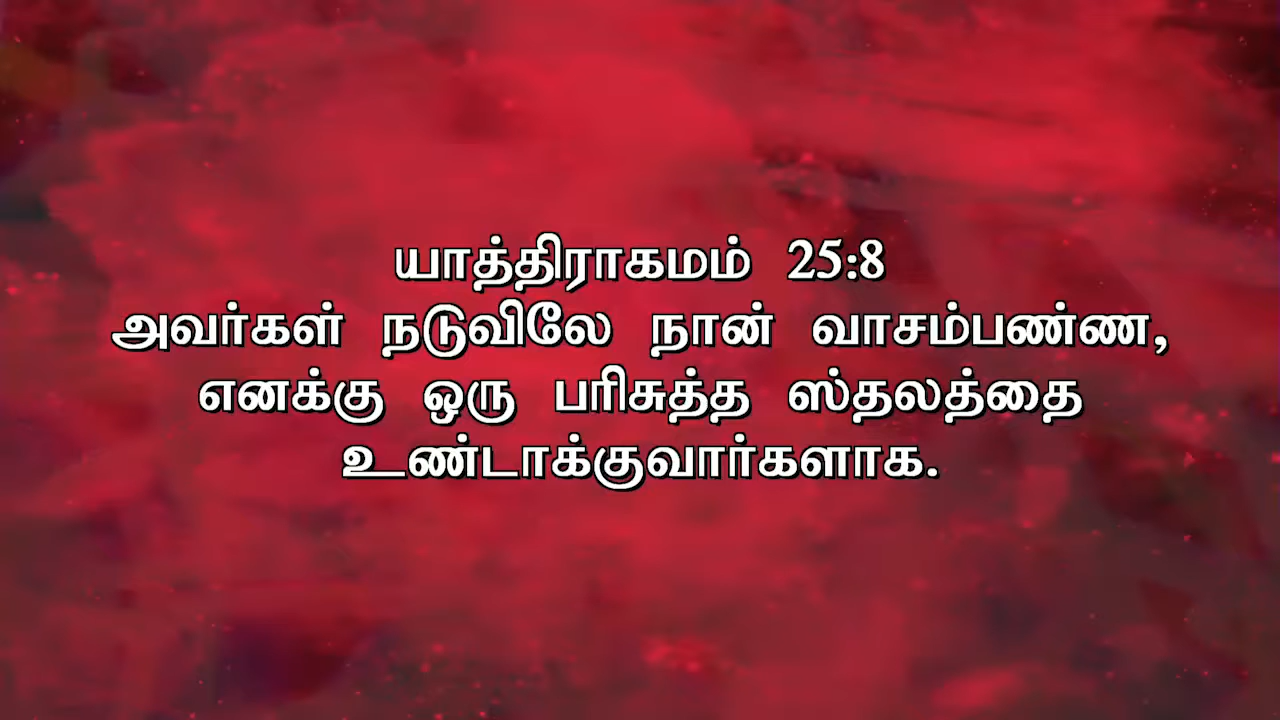 யாத்திராகமம் 25:8
அவர்கள் நடுவிலே நான் வாசம்பண்ண,
எனக்கு ஒரு பரிசுத்த ஸ்தலத்தை
உண்டாக்குவார்களாக.